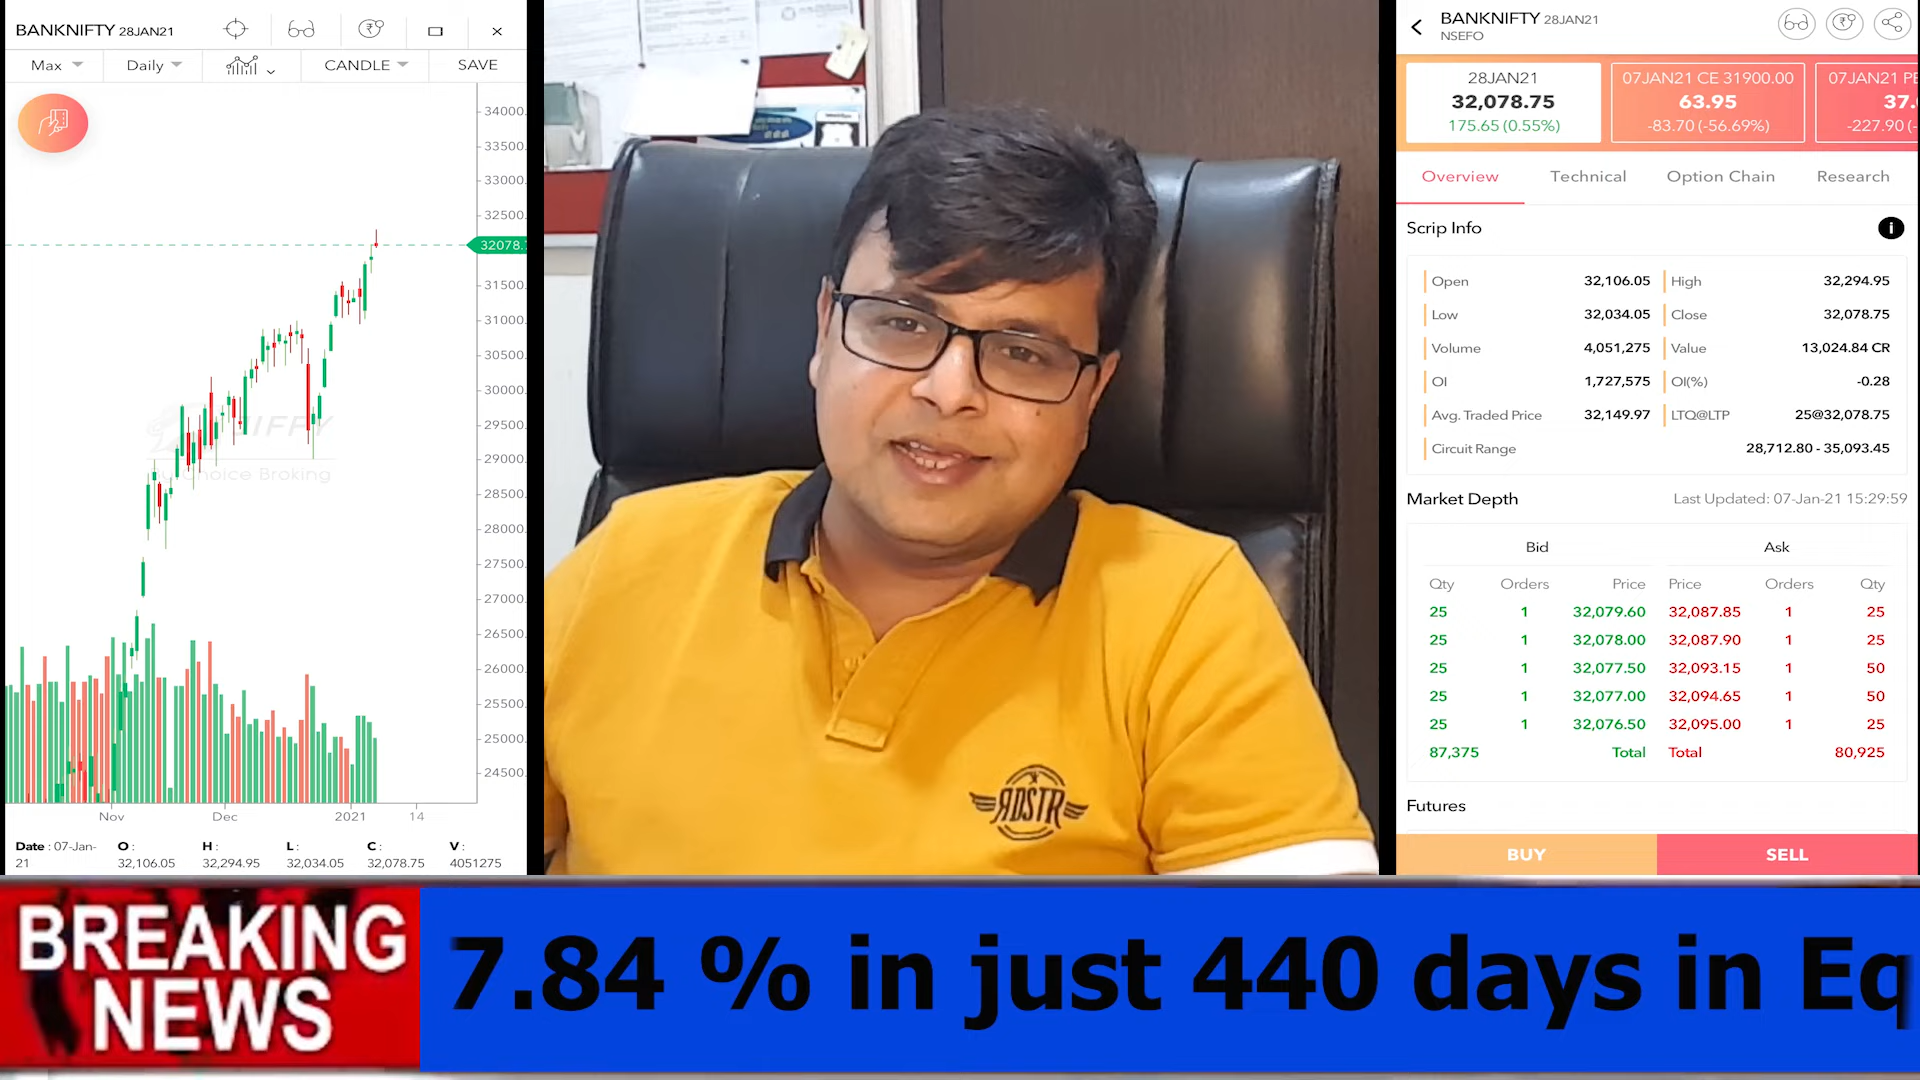 BANKNIFTY 28JAN21
Max Daily CANDLE SAVE
34000.
33500.
33000.
32500.
32078.
31500.
31000.
30500.
30000.
29500.
29000.
28500.
28000.
27500.
27000.
26500.
26000.
25500.
25000.
24500.
JIFFY
by Choice Broking
Nov Dec 2021 14
Date : 07-Jan-21 O : 32,106.05 H : 32,294.95 L : 32,034.05 C : 32,078.75 V : 4051275
RDSTR
BANKNIFTY 28JAN21
NSEFO
28JAN21 07JAN21 CE 31900.00 07JAN21 PE
32,078.75 63.95 37.
175.65 (0.55%) -83.70 (-56.69%) -227.90 (-
Overview Technical Option Chain Research
Scrip Info
Open 32,106.05 High 32,294.95
Low 32,034.05 Close 32,078.75
Volume 4,051,275 Value 13,024.84 CR
OI 1,727,575 OI(%) -0.28
Avg. Traded Price 32,149.97 LTQ@LTP 25@32,078.75
Circuit Range 28,712.80 - 35,093.45
Market Depth Last Updated: 07-Jan-21 15:29:59
Bid Ask
Qty Orders Price Price Orders Qty
25 1 32,079.60 32,087.85 1 25
25 1 32,078.00 32,087.90 1 25
25 1 32,077.50 32,093.15 1 50
25 1 32,077.00 32,094.65 1 50
25 1 32,076.50 32,095.00 1 25
87,375 Total Total 80,925
Futures
BUY SELL
BREAKING
NEWS
7.84 % in just 440 days in Eq